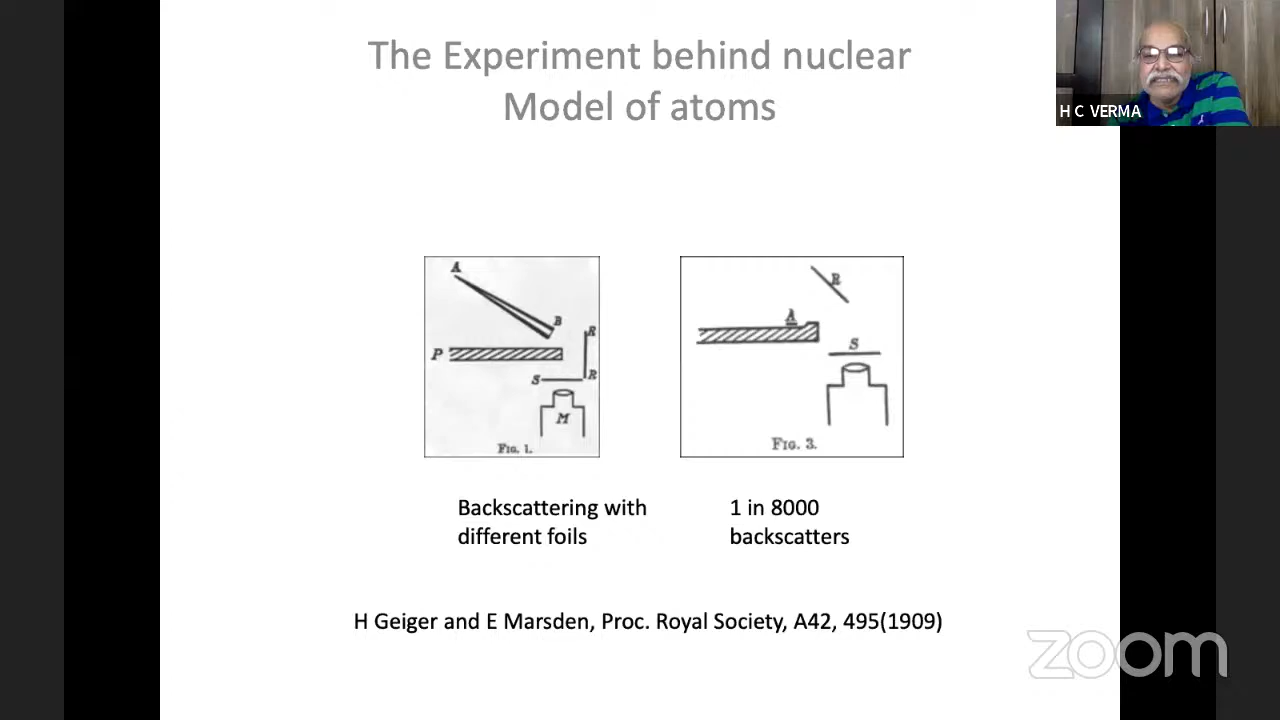 The Experiment behind nuclear
Model of atoms
H C VERMA
A
B
R
P
R
S
M
FIG. 1.
R
A
S
FIG. 3.
Backscattering with
different foils
1 in 8000
backscatters
H Geiger and E Marsden, Proc. Royal Society, A42, 495(1909)
zoom